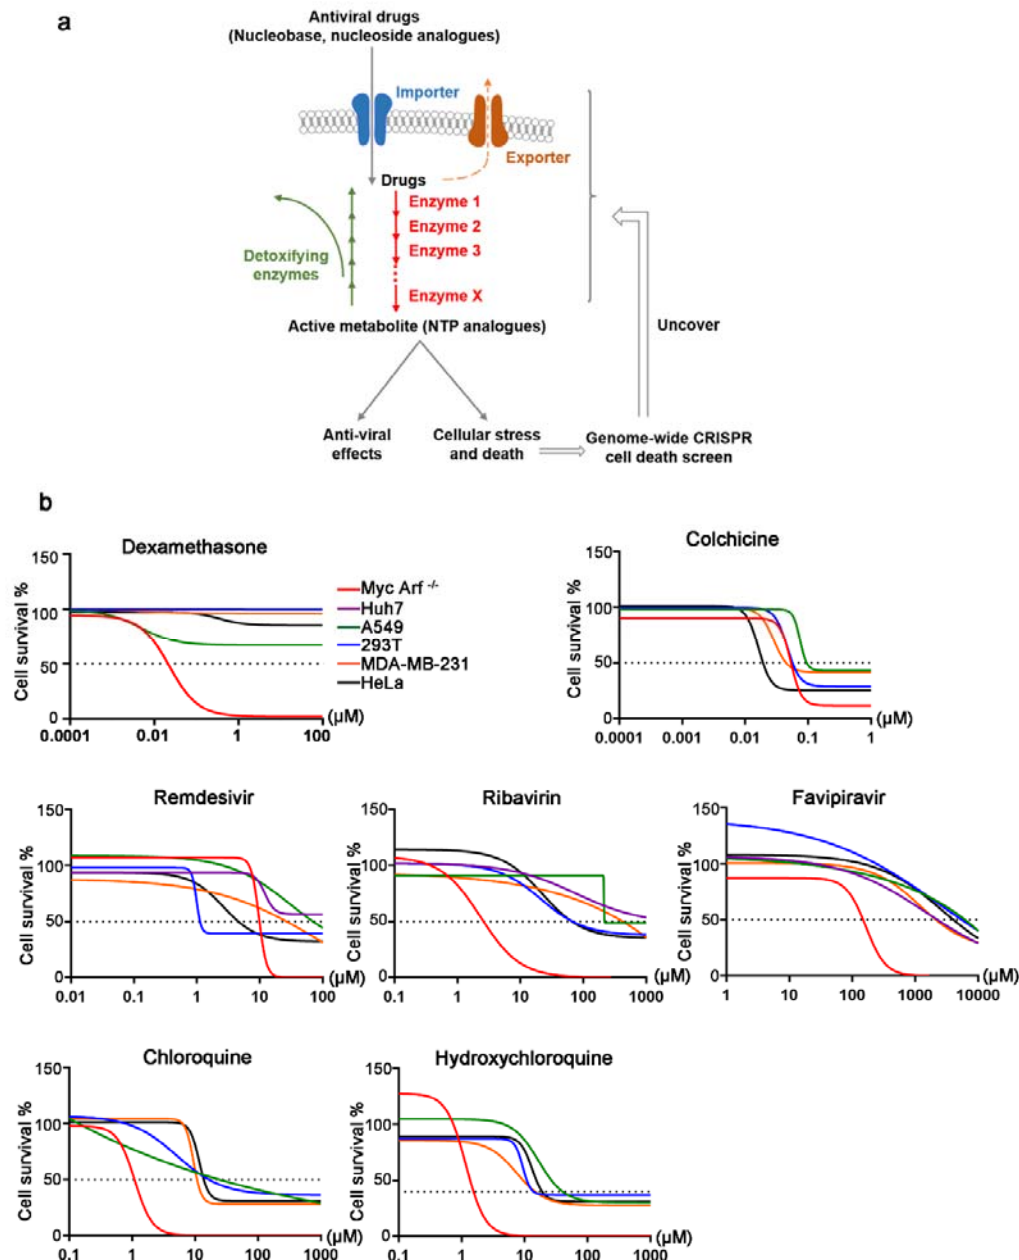 a
Antiviral drugs
(Nucleobase, nucleoside analogues)
Importer
Exporter
Drugs
Enzyme 1
Enzyme 2
Enzyme 3
Detoxifying
enzymes
Enzyme X
Active metabolite (NTP analogues)
Uncover
Anti-viral
effects
Cellular stress
and death
Genome-wide CRISPR
cell death screen
b
Dexamethasone
Cell survival %
150
100
50
0
0.0001
0.01
1
100
(µM)
Myc Arf -/-
Huh7
A549
293T
MDA-MB-231
HeLa
Colchicine
Cell survival %
150
100
50
0
0.0001
0.001
0.01
0.1
1
(µM)
Remdesivir
Cell survival %
150
100
50
0
0.01
0.1
1
10
100
(µM)
Ribavirin
Cell survival %
150
100
50
0
0.1
1
10
100
1000
(µM)
Favipiravir
Cell survival %
150
100
50
0
1
10
100
1000
10000
(µM)
Chloroquine
Cell survival %
150
100
50
0
0.1
1
10
100
1000
(µM)
Hydroxychloroquine
Cell survival %
150
100
50
0
0.1
1
10
100
1000
(µM)